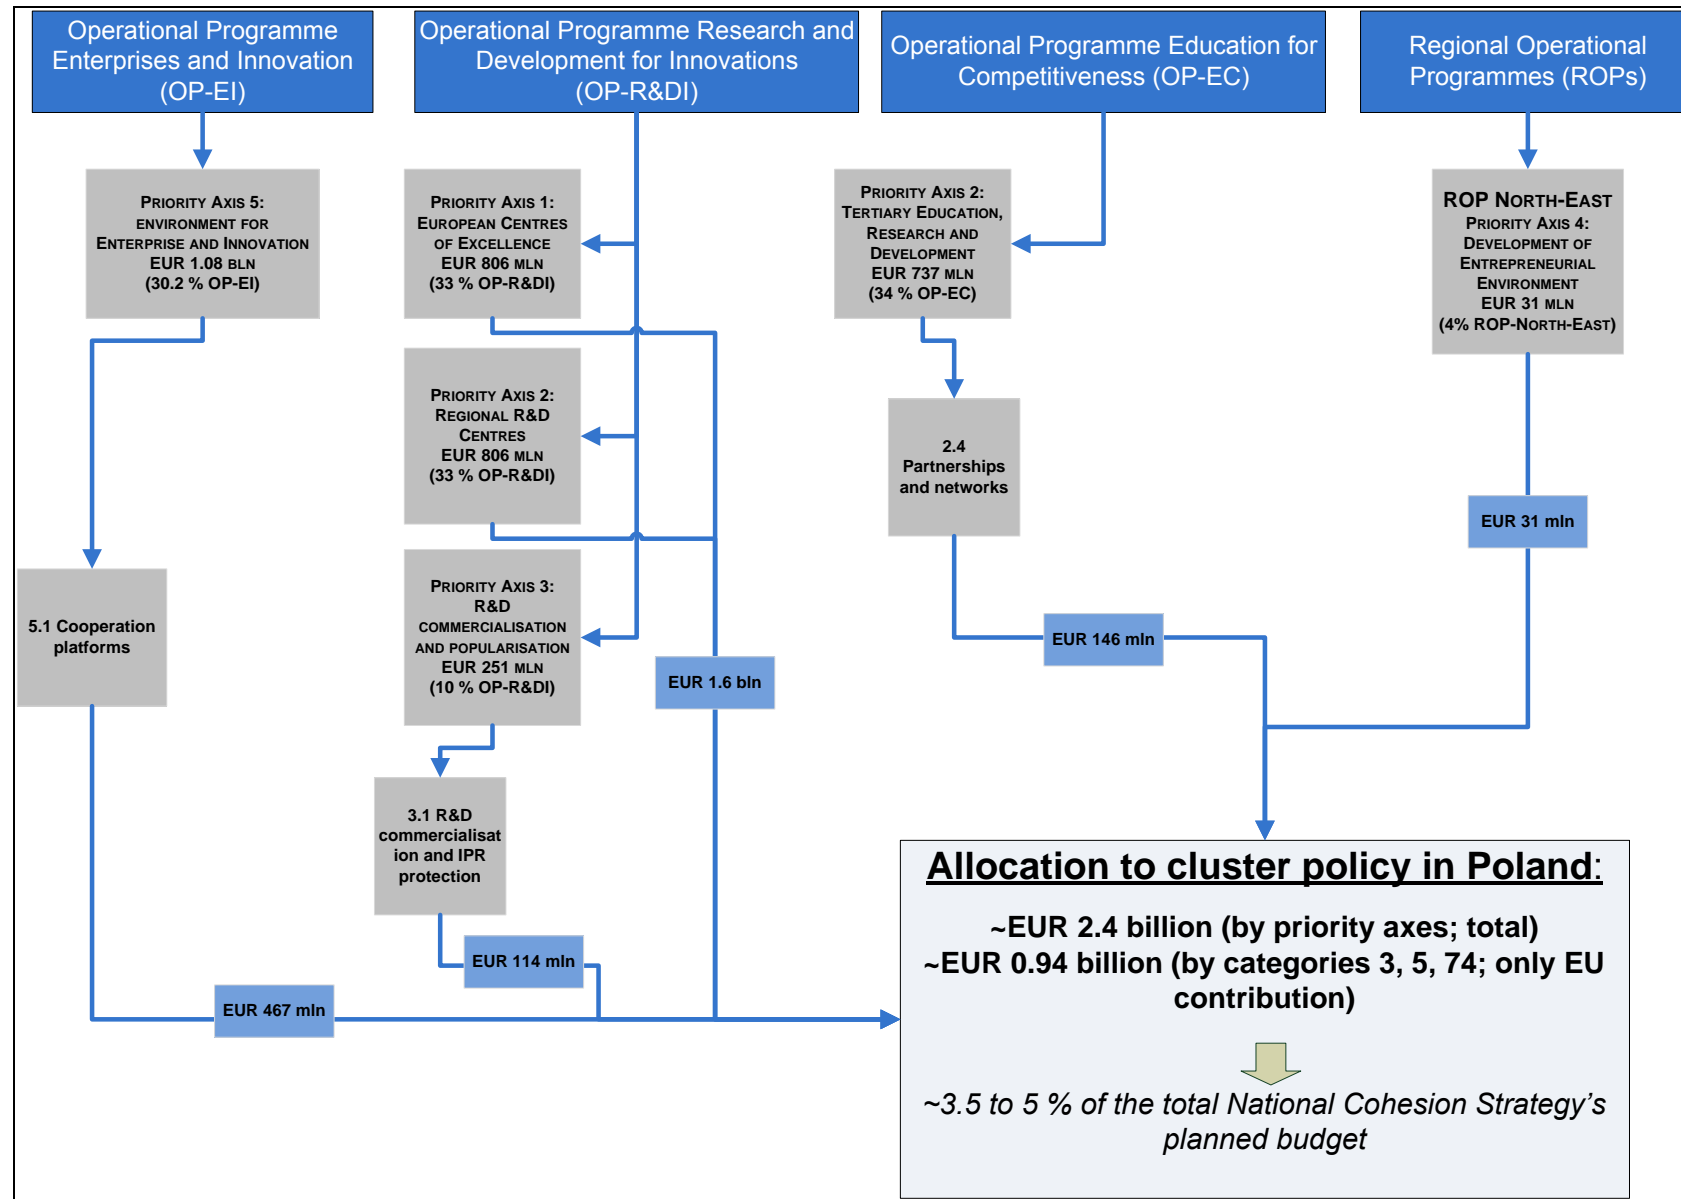 Operational Programme
Enterprises and Innovation
(OP-EI)
Operational Programme Research and
Development for Innovations
(OP-R&DI)
Operational Programme Education for
Competitiveness (OP-EC)
Regional Operational
Programmes (ROPs)
PRIORITY AXIS 5:
ENVIRONMENT FOR
ENTERPRISE AND INNOVATION
EUR 1.08 BLN
(30.2 % OP-EI)
PRIORITY AXIS 1:
EUROPEAN CENTRES
OF EXCELLENCE
EUR 806 MLN
(33 % OP-R&DI)
PRIORITY AXIS 2:
TERTIARY EDUCATION,
RESEARCH AND
DEVELOPMENT
EUR 737 MLN
(34 % OP-EC)
ROP NORTH-EAST
PRIORITY AXIS 4:
DEVELOPMENT OF
ENTREPRENEURIAL
ENVIRONMENT
EUR 31 MLN
(4% ROP-NORTH-EAST)
PRIORITY AXIS 2:
REGIONAL R&D
CENTRES
EUR 806 MLN
(33 % OP-R&DI)
2.4
Partnerships
and networks
EUR 31 mln
5.1 Cooperation
platforms
PRIORITY AXIS 3:
R&D
COMMERCIALISATION
AND POPULARISATION
EUR 251 MLN
(10 % OP-R&DI)
EUR 1.6 bln
EUR 146 mln
3.1 R&D
commercialisat
ion and IPR
protection
EUR 114 mln
EUR 467 mln
Allocation to cluster policy in Poland:
~EUR 2.4 billion (by priority axes; total)
~EUR 0.94 billion (by categories 3, 5, 74; only EU
contribution)
~3.5 to 5 % of the total National Cohesion Strategy's
planned budget